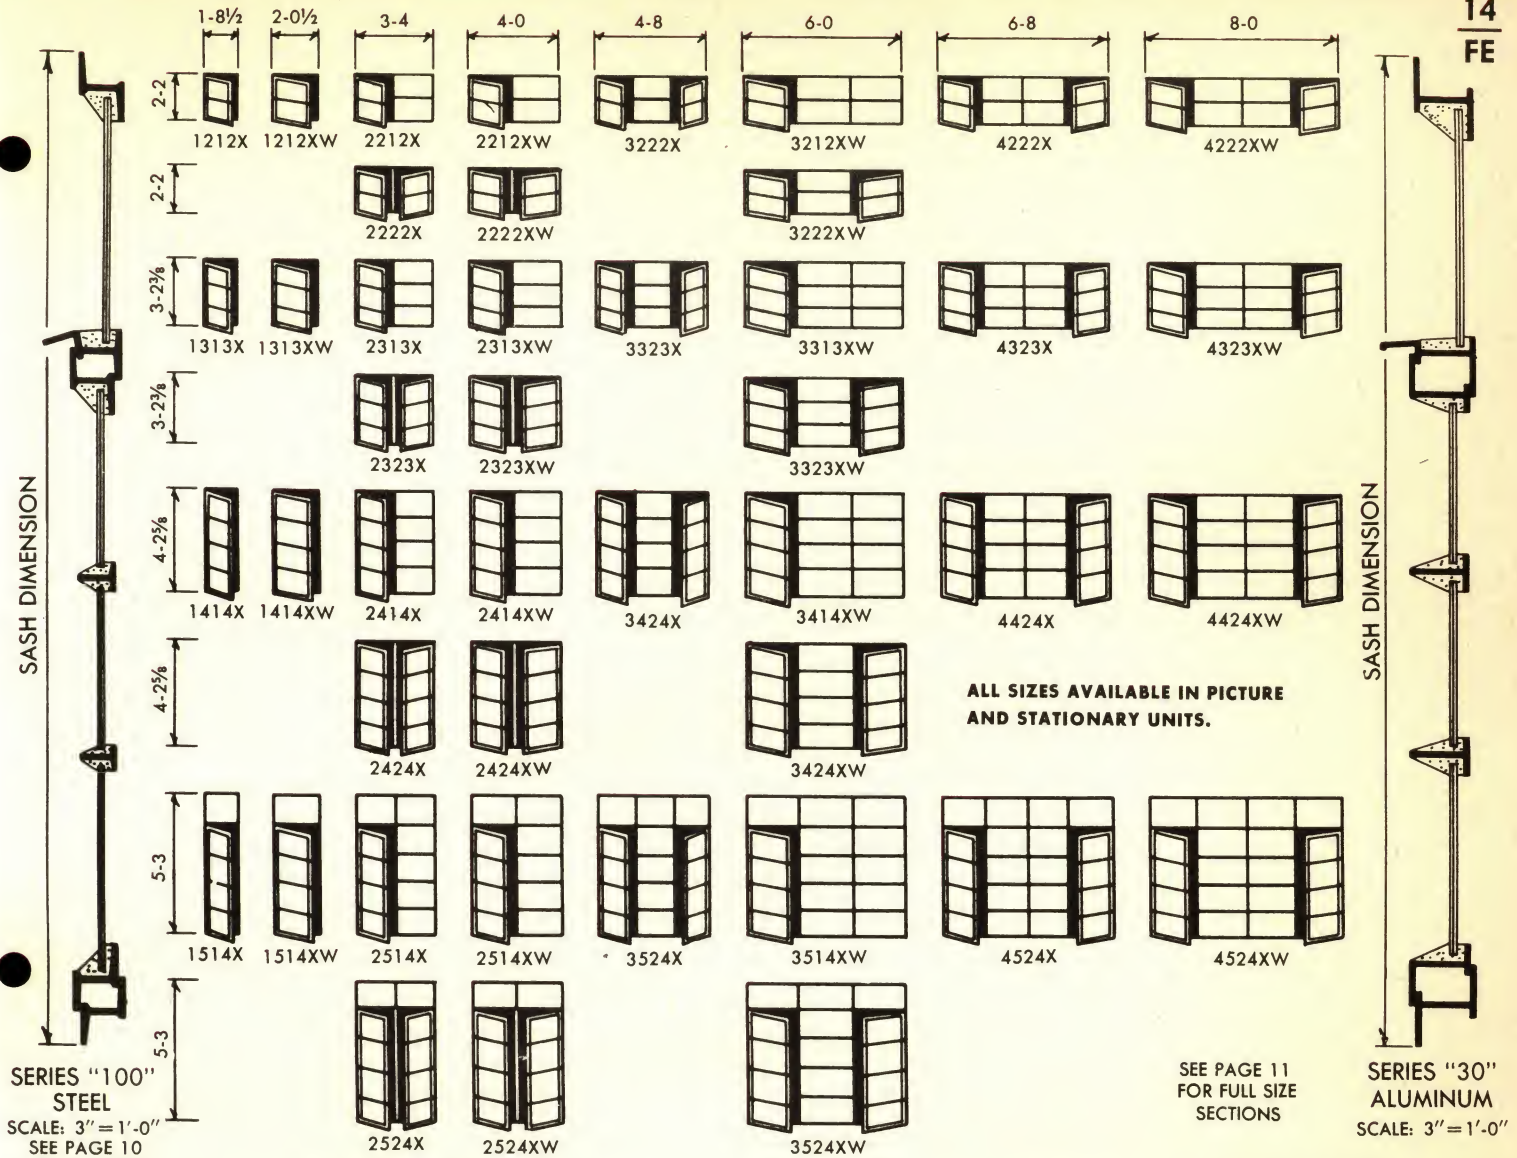 14
FE
1-8½ 2-0½ 3-4 4-0 4-8 6-0 6-8 8-0
2-2
1212X 1212XW 2212X 2212XW 3222X 3212XW 4222X 4222XW
2-2
2222X 2222XW 3222XW
3-2⅜
1313X 1313XW 2313X 2313XW 3323X 3313XW 4323X 4323XW
3-2⅜
2323X 2323XW 3323XW
4-2⅝
1414X 1414XW 2414X 2414XW 3424X 3414XW 4424X 4424XW
4-2⅝
2424X 2424XW 3424XW
ALL SIZES AVAILABLE IN PICTURE
AND STATIONARY UNITS.
5-3
1514X 1514XW 2514X 2514XW 3524X 3514XW 4524X 4524XW
5-3
2524X 2524XW 3524XW
SASH DIMENSION
SERIES "100"
STEEL
SCALE: 3"=1'-0"
SEE PAGE 10
SEE PAGE 11
FOR FULL SIZE
SECTIONS
SASH DIMENSION
SERIES "30"
ALUMINUM
SCALE: 3"=1'-0"